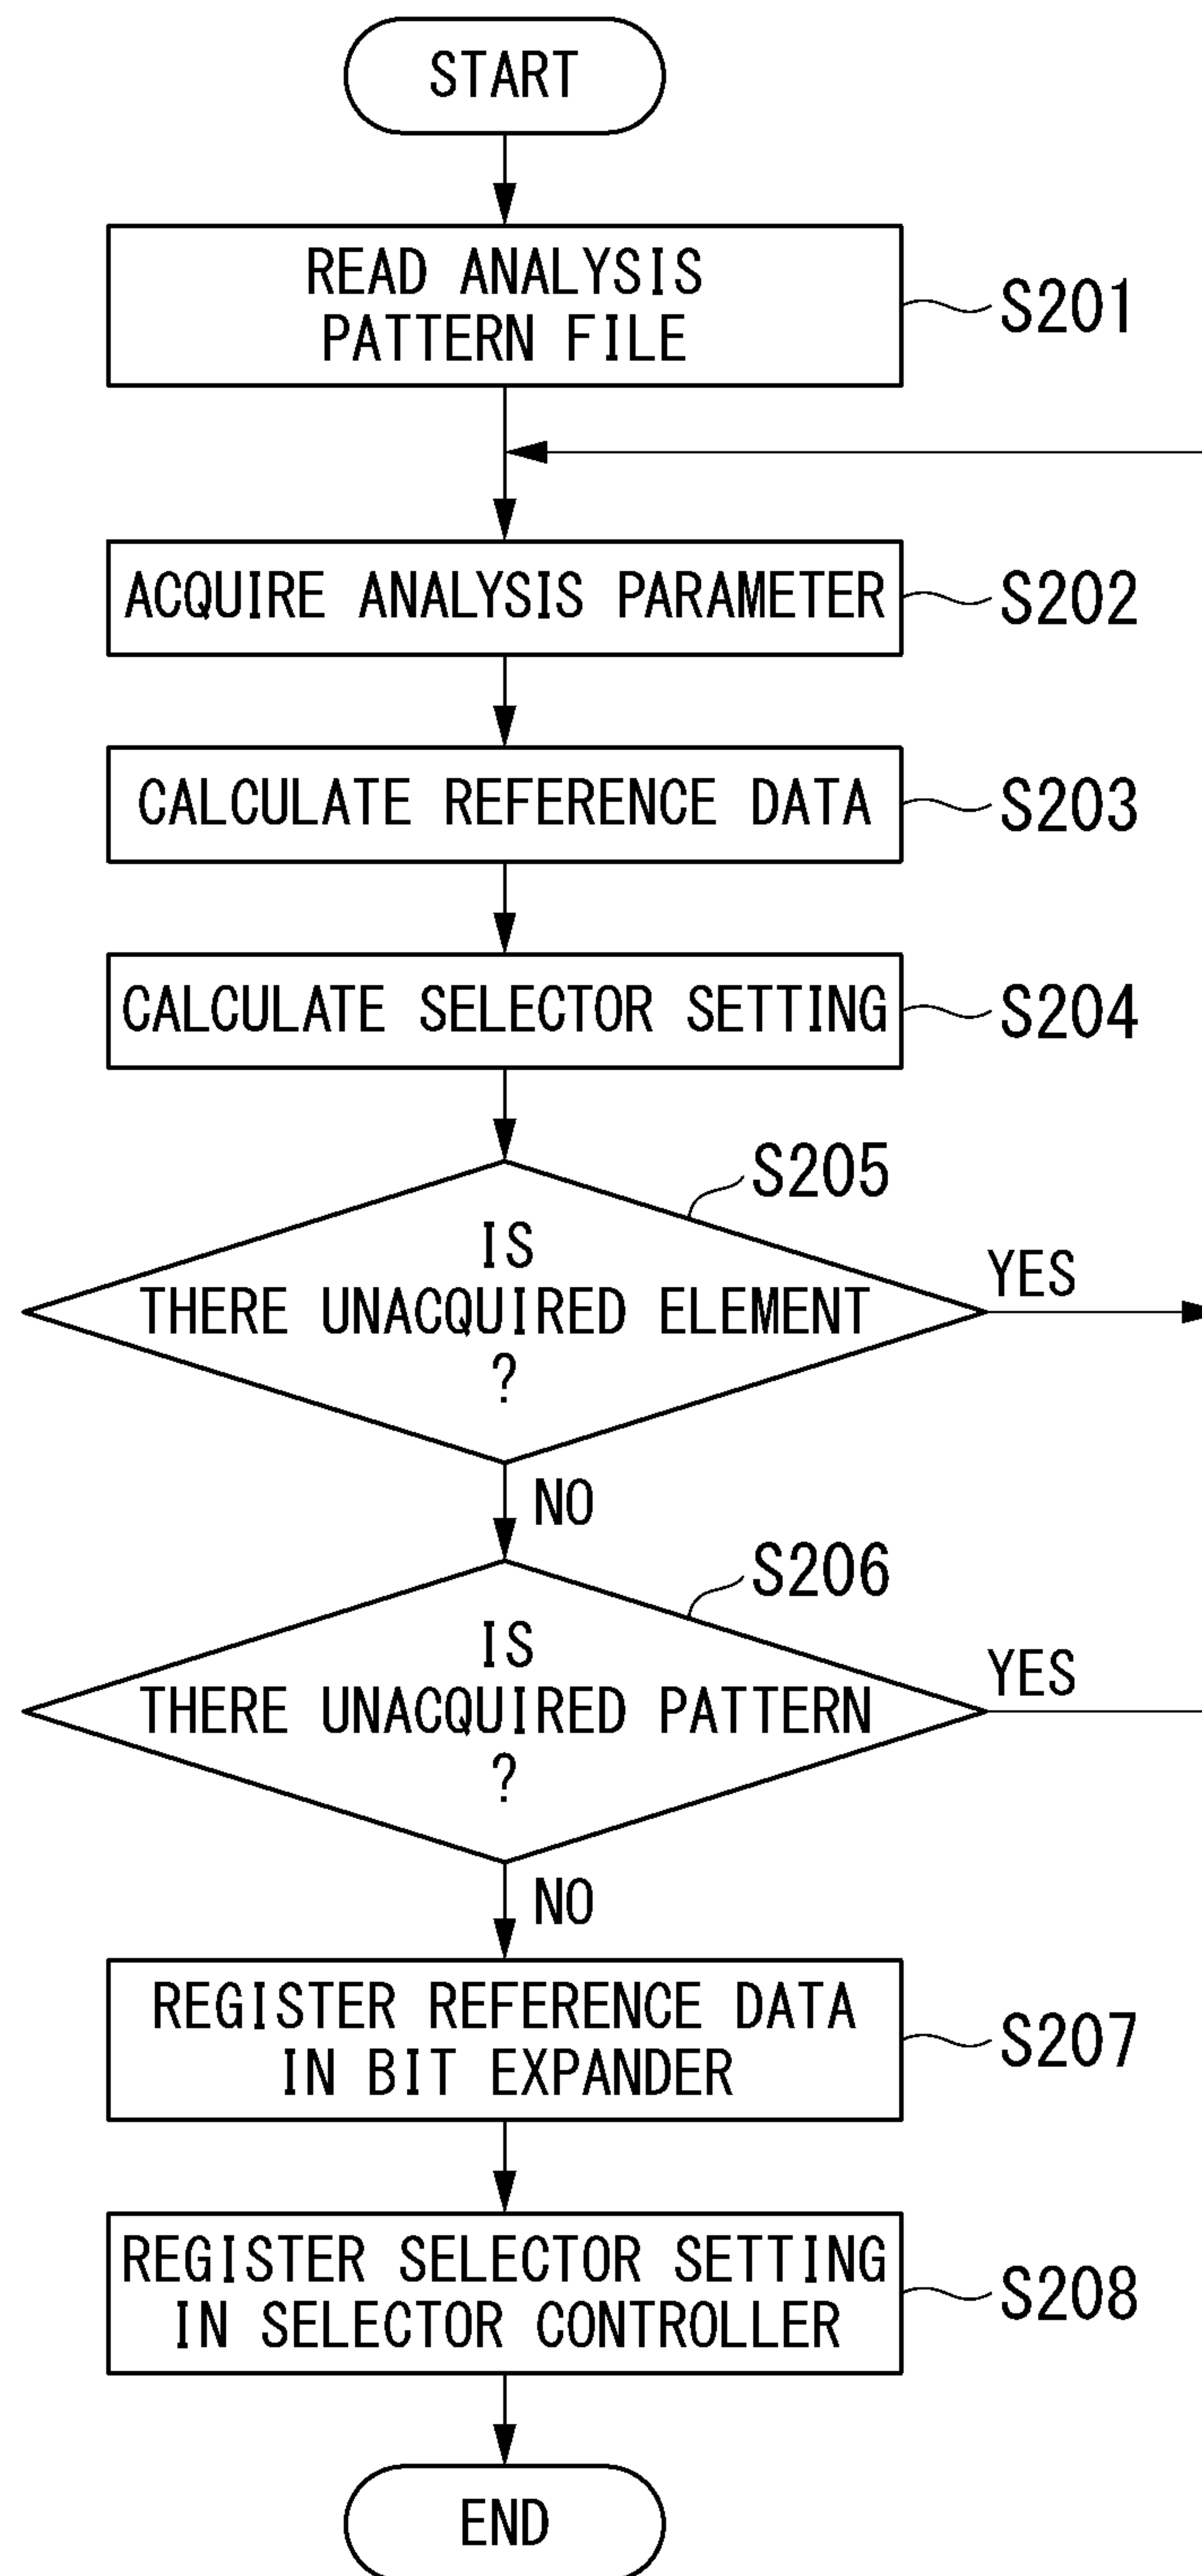 START
READ ANALYSIS
PATTERN FILE
S201
ACQUIRE ANALYSIS PARAMETER
S202
CALCULATE REFERENCE DATA
S203
CALCULATE SELECTOR SETTING
S204
S205
IS
THERE UNACQUIRED ELEMENT
?
YES
NO
S206
IS
THERE UNACQUIRED PATTERN
?
YES
NO
REGISTER REFERENCE DATA
IN BIT EXPANDER
S207
REGISTER SELECTOR SETTING
IN SELECTOR CONTROLLER
S208
END